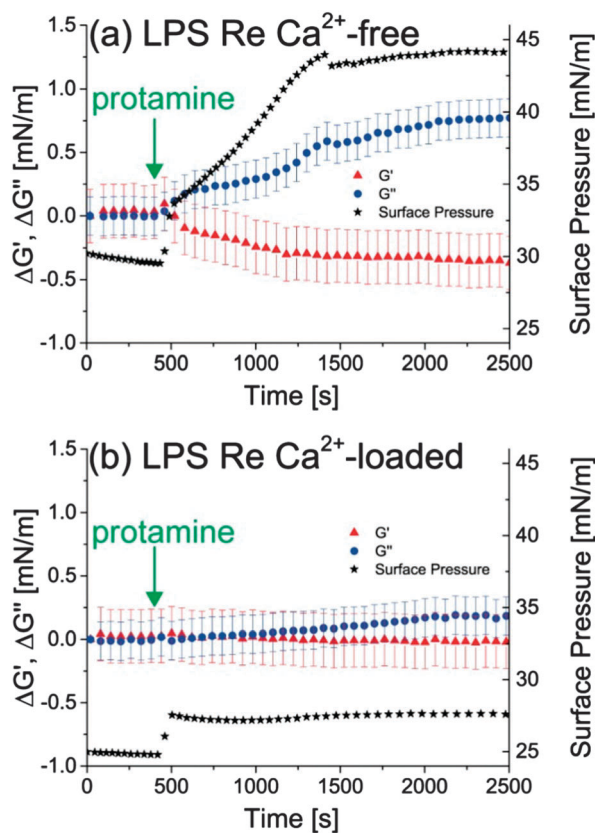 (a) LPS Re Ca²⁺-free
ΔG', ΔG'' [mN/m]
1.5
1.0
0.5
0.0
-0.5
-1.0
protamine
G'
G''
Surface Pressure
45
40
35
30
25
Surface Pressure [mN/m]
0 500 1000 1500 2000 2500
Time [s]
(b) LPS Re Ca²⁺-loaded
ΔG', ΔG'' [mN/m]
1.5
1.0
0.5
0.0
-0.5
-1.0
protamine
G'
G''
Surface Pressure
45
40
35
30
25
Surface Pressure [mN/m]
0 500 1000 1500 2000 2500
Time [s]